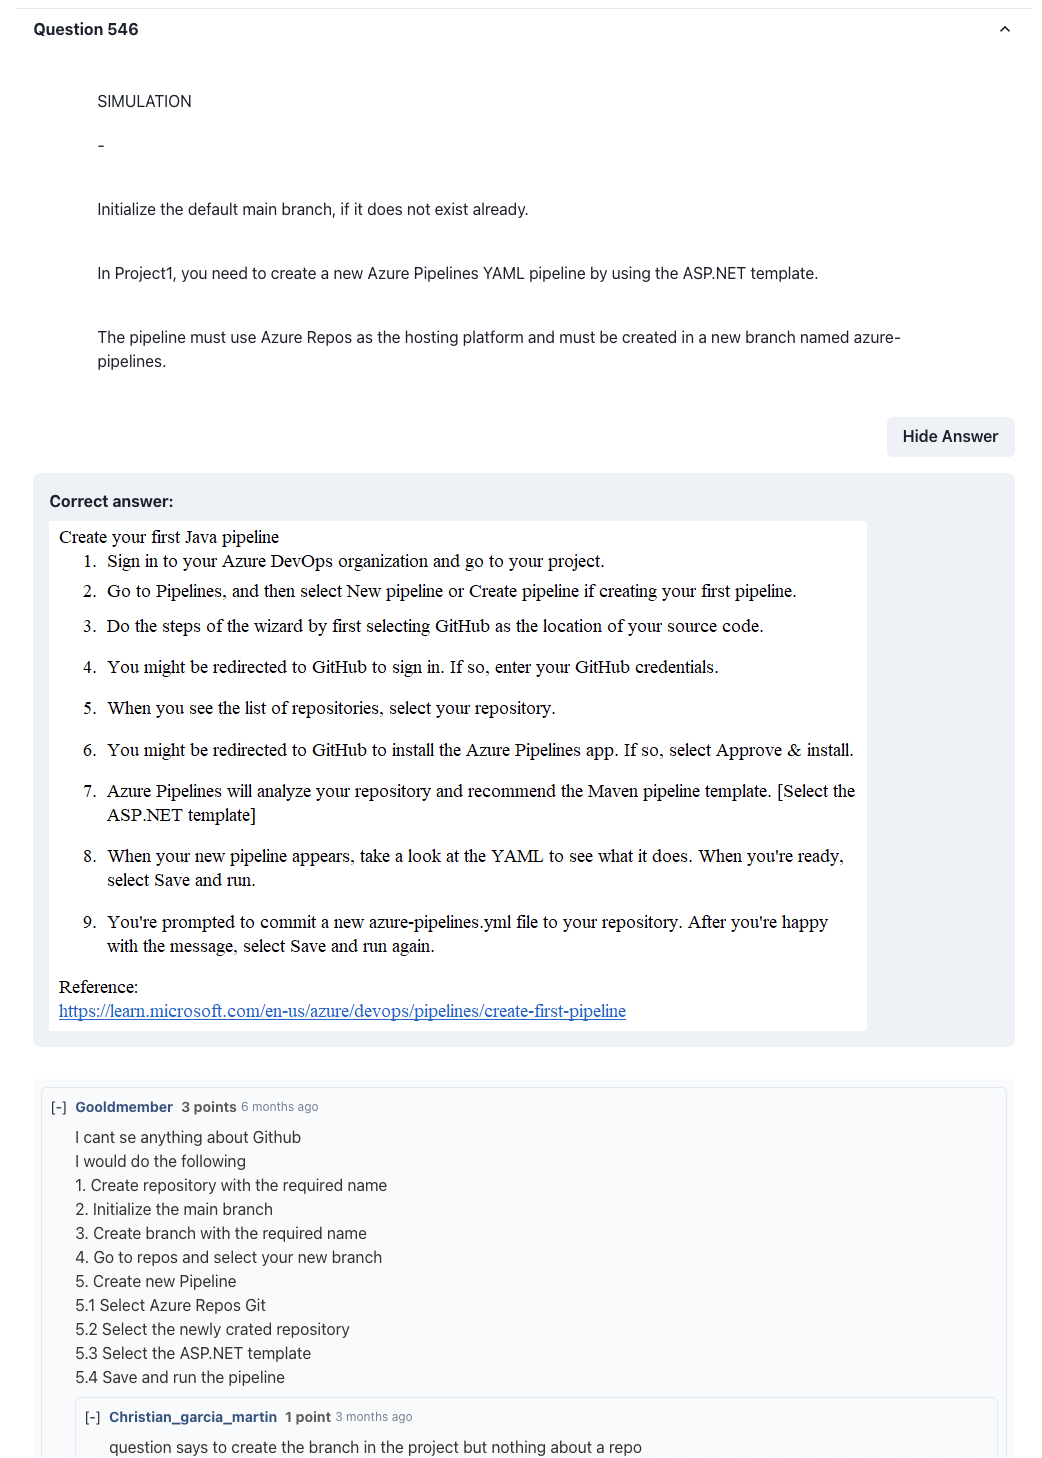 Question 546
SIMULATION
-
Initialize the default main branch, if it does not exist already.
In Project1, you need to create a new Azure Pipelines YAML pipeline by using the ASP.NET template.
The pipeline must use Azure Repos as the hosting platform and must be created in a new branch named azure-
pipelines.
Hide Answer
Correct answer:
Create your first Java pipeline
1. Sign in to your Azure DevOps organization and go to your project.
2. Go to Pipelines, and then select New pipeline or Create pipeline if creating your first pipeline.
3. Do the steps of the wizard by first selecting GitHub as the location of your source code.
4. You might be redirected to GitHub to sign in. If so, enter your GitHub credentials.
5. When you see the list of repositories, select your repository.
6. You might be redirected to GitHub to install the Azure Pipelines app. If so, select Approve & install.
7. Azure Pipelines will analyze your repository and recommend the Maven pipeline template. [Select the
ASP.NET template]
8. When your new pipeline appears, take a look at the YAML to see what it does. When you're ready,
select Save and run.
9. You're prompted to commit a new azure-pipelines.yml file to your repository. After you're happy
with the message, select Save and run again.
Reference:
https://learn.microsoft.com/en-us/azure/devops/pipelines/create-first-pipeline
[-] Gooldmember 3 points 6 months ago
I cant se anything about Github
I would do the following
1. Create repository with the required name
2. Initialize the main branch
3. Create branch with the required name
4. Go to repos and select your new branch
5. Create new Pipeline
5.1 Select Azure Repos Git
5.2 Select the newly crated repository
5.3 Select the ASP.NET template
5.4 Save and run the pipeline
[-] Christian_garcia_martin 1 point 3 months ago
question says to create the branch in the project but nothing about a repo